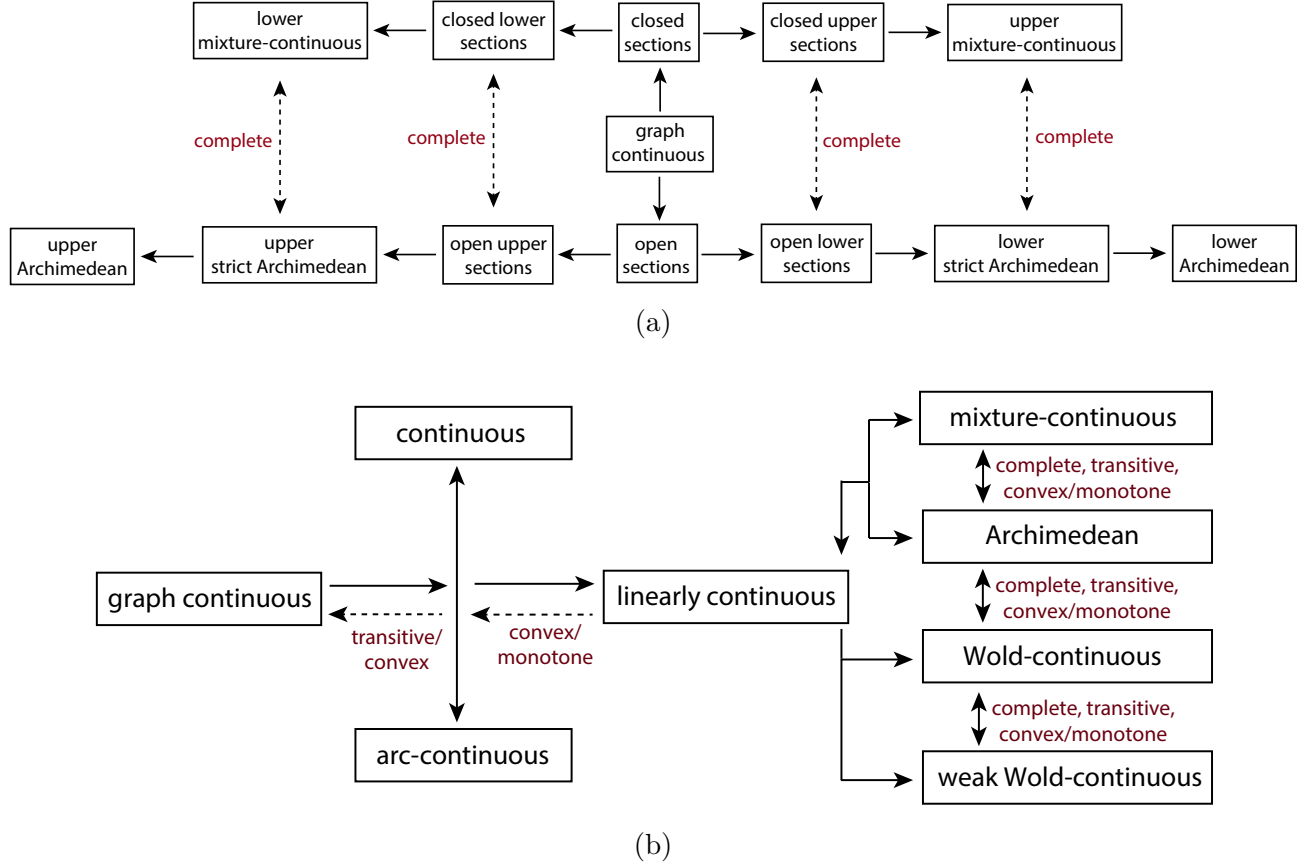 lower
mixture-continuous
closed lower
sections
closed
sections
closed upper
sections
upper
mixture-continuous
complete
complete
graph
continuous
complete
complete
upper
Archimedean
upper
strict Archimedean
open upper
sections
open
sections
open lower
sections
lower
strict Archimedean
lower
Archimedean
(a)
continuous
mixture-continuous
complete, transitive,
convex/monotone
Archimedean
graph continuous
transitive/
convex
convex/
monotone
linearly continuous
complete, transitive,
convex/monotone
Wold-continuous
complete, transitive,
convex/monotone
arc-continuous
weak Wold-continuous
(b)